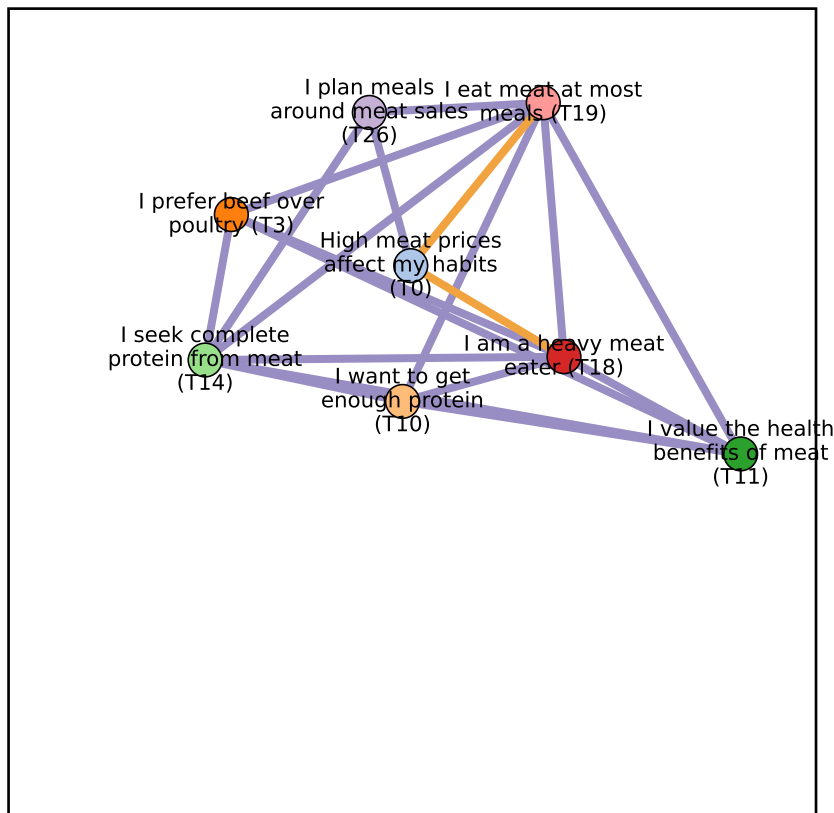 I plan meals
around meat sales
(T26)
I eat meat at most
meals (T19)
I prefer beef over
poultry (T3)
High meat prices
affect my habits
(T0)
I seek complete
protein from meat
(T14)
I am a heavy meat
eater (T18)
I want to get
enough protein
(T10)
I value the health
benefits of meat
(T11)